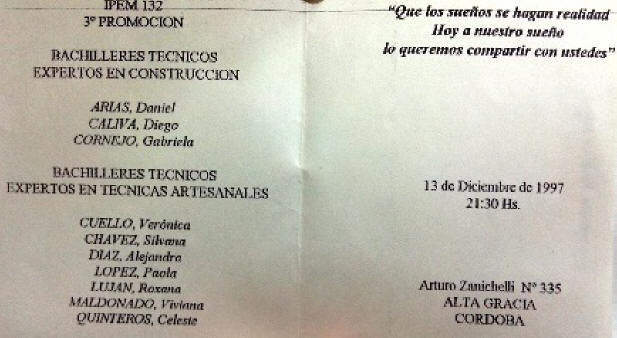 IPEM 132
3º PROMOCION
BACHILLERES TECNICOS
EXPERTOS EN CONSTRUCCION
ARIAS, Daniel
CALIVA, Diego
CORNEJO, Gabriela
BACHILLERES TECNICOS
EXPERTOS EN TECNICAS ARTESANALES
CUELLO, Verónica
CHAVEZ, Silvana
DIAZ, Alejandra
LOPEZ, Paola
LUJAN, Roxana
MALDONADO, Viviana
QUINTEROS, Celeste
"Que los sueños se hagan realidad
Hoy a nuestro sueño
lo queremos compartir con ustedes"
13 de Diciembre de 1997
21:30 Hs.
Arturo Zanichelli Nº 335
ALTA GRACIA
CORDOBA